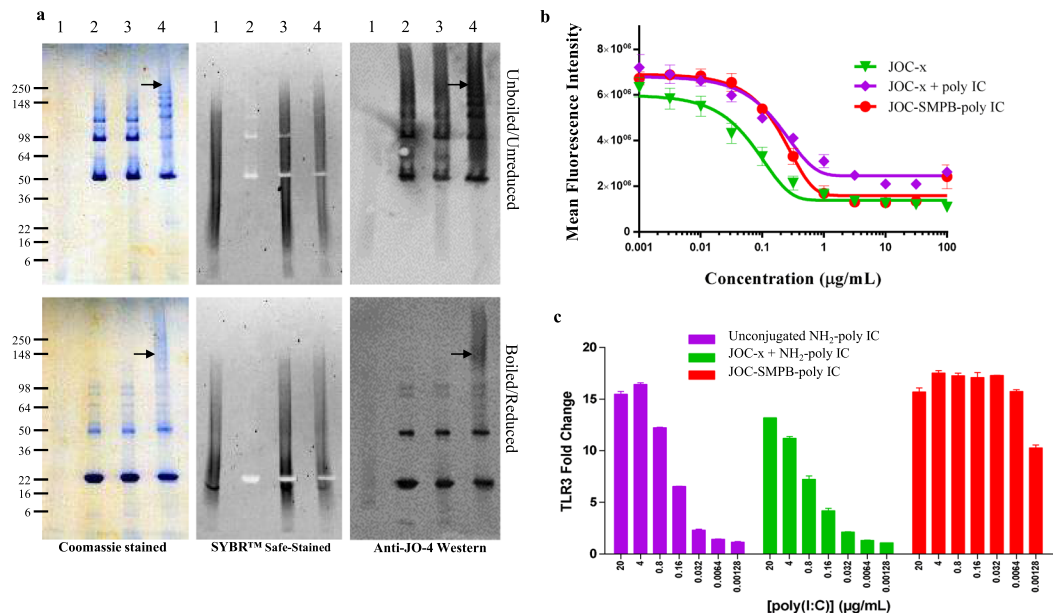 a
1 2 3 4 1 2 3 4 1 2 3 4
250
148
98
64
50
36
22
16
6
Unboiled/Unreduced
250
148
98
64
50
36
22
16
6
Boiled/Reduced
Coomassie stained
SYBR™ Safe-Stained
Anti-JO-4 Western
b
Mean Fluorescence Intensity
8×10⁰⁶
6×10⁰⁶
4×10⁰⁶
2×10⁰⁶
0
JOC-x
JOC-x + poly IC
JOC-SMPB-poly IC
0.001 0.01 0.1 1 10 100
Concentration (μg/mL)
c
Unconjugated NH₂-poly IC
JOC-x + NH₂-poly IC
JOC-SMPB-poly IC
TLR3 Fold Change
20
15
10
5
0
20 4 0.8 0.16 0.032 0.0064 0.00128 20 4 0.8 0.16 0.032 0.0064 0.00128 20 4 0.8 0.16 0.032 0.0064 0.00128
[poly(I:C)] (μg/mL)